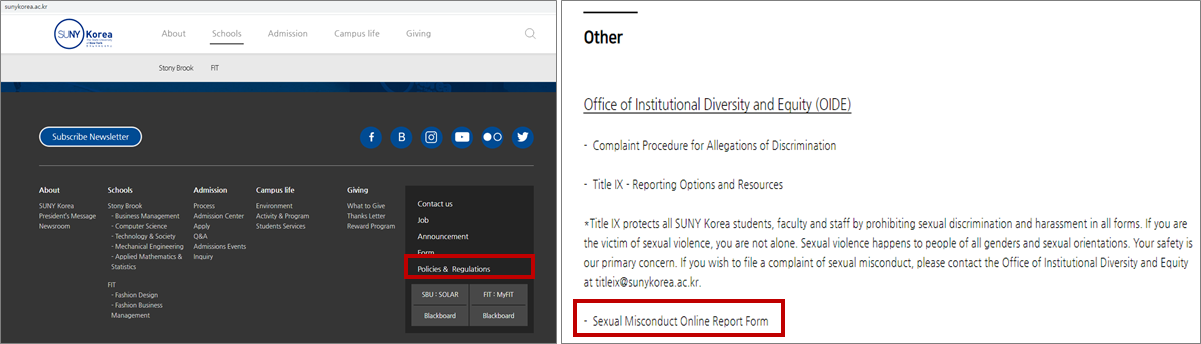 sunykorea.ac.kr
SUNY Korea
About Schools Admission Campus life Giving
Stony Brook FIT
Subscribe Newsletter
About
SUNY Korea
President's Message
Newsroom
Schools
Stony Brook
- Business Management
- Computer Science
- Technology & Society
- Mechanical Engineering
- Applied Mathematics &
Statistics
FIT
- Fashion Design
- Fashion Business
Management
Admission
Process
Admission Center
Apply
Q&A
Admissions Events
Inquiry
Campus life
Environment
Activity & Program
Students Services
Giving
What to Give
Thanks Letter
Reward Program
Contact us
Job
Announcement
Form
Policies & Regulations
SBU : SOLAR FIT : MyFIT
Blackboard Blackboard
Other
Office of Institutional Diversity and Equity (OIDE)
- Complaint Procedure for Allegations of Discrimination
- Title IX - Reporting Options and Resources
*Title IX protects all SUNY Korea students, faculty and staff by prohibiting sexual discrimination and harassment in all forms. If you are
the victim of sexual violence, you are not alone. Sexual violence happens to people of all genders and sexual orientations. Your safety is
our primary concern. If you wish to file a complaint of sexual misconduct, please contact the Office of Institutional Diversity and Equity
at titleix@sunykorea.ac.kr.
- Sexual Misconduct Online Report Form